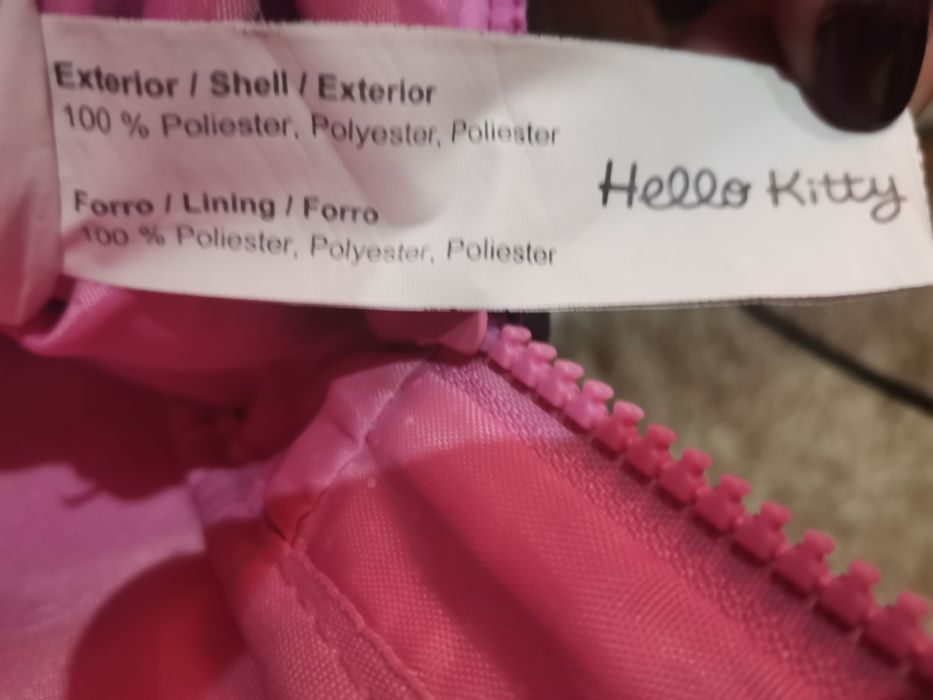 Exterior / Shell / Exterior
100 % Poliester, Polyester, Poliester
Hello Kitty
Forro / Lining / Forro
100 % Poliester, Polyester, Poliester